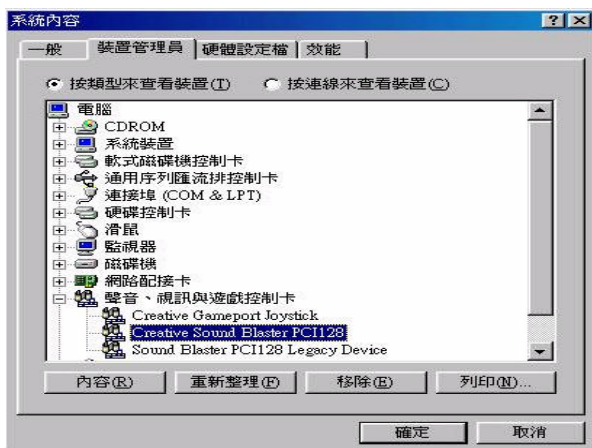 系統內容
一般 裝置管理員 硬體設定檔 效能
按類型來查看裝置(T) 按連線來查看裝置(C)
電腦
CDROM
系統裝置
軟式磁碟機控制卡
通用序列匯流排控制卡
連接埠 (COM & LPT)
硬碟控制卡
滑鼠
監視器
磁碟機
網路配接卡
聲音、視訊與遊戲控制卡
Creative Gameport Joystick
Creative Sound Blaster PCI128
Sound Blaster PCI128 Legacy Device
內容(R) 重新整理(F) 移除(E) 列印(N)...
確定 取消